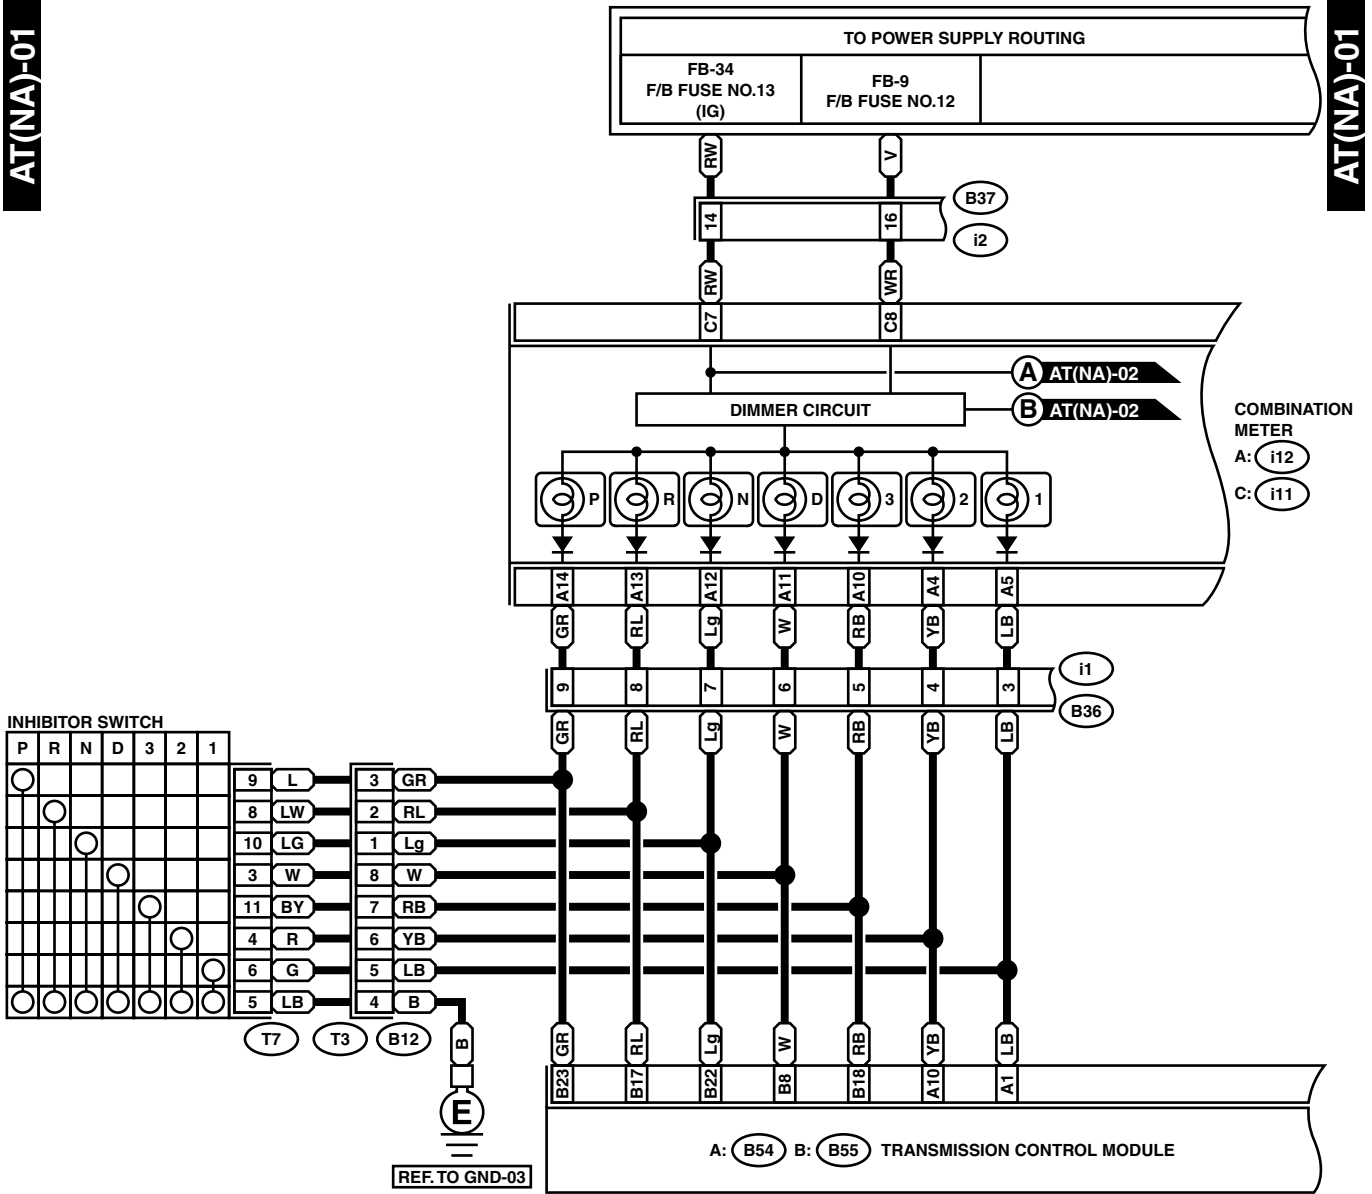 AT(NA)-01
AT(NA)-01
TO POWER SUPPLY ROUTING
FB-34
F/B FUSE NO.13
(IG)
FB-9
F/B FUSE NO.12
RW V
14 16
B37
i2
RW WR
C7 C8
A AT(NA)-02
DIMMER CIRCUIT
B AT(NA)-02
COMBINATION
METER
A: i12
C: i11
P R N D 3 2 1
A14 A13 A12 A11 A10 A4 A5
GR RL Lg W RB YB LB
9 8 7 6 5 4 3
i1
B36
GR RL Lg W RB YB LB
INHIBITOR SWITCH
P R N D 3 2 1
9 L 3 GR
8 LW 2 RL
10 LG 1 Lg
3 W 8 W
11 BY 7 RB
4 R 6 YB
6 G 5 LB
5 LB 4 B
T7 T3 B12
B
GR RL Lg W RB YB LB
B23 B17 B22 B8 B18 A10 A1
E
A: B54 B: B55 TRANSMISSION CONTROL MODULE
REF. TO GND-03